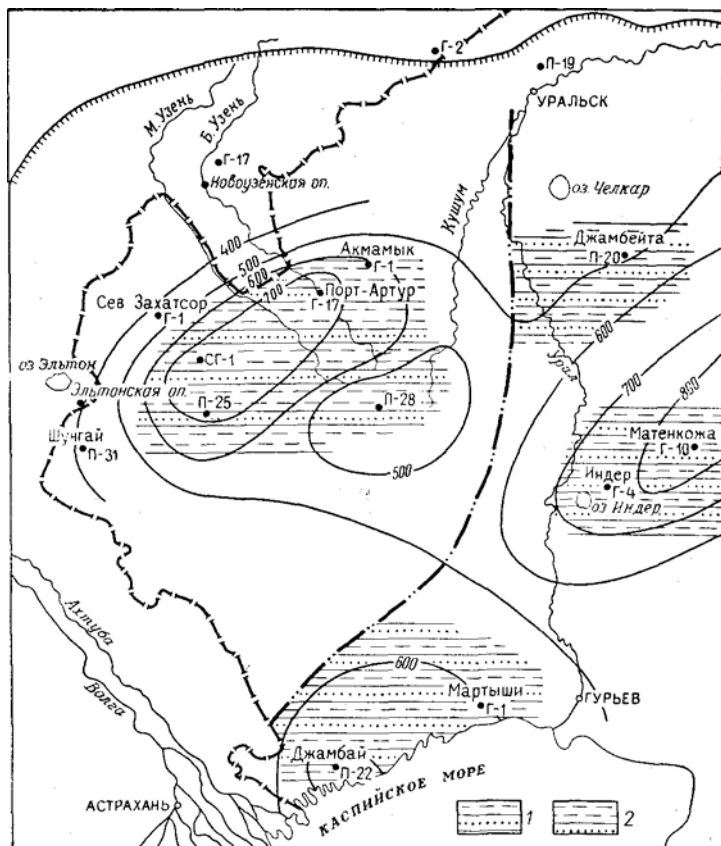 Г-2
П-19
УРАЛЬСК
М. Узень
Б. Узень
Г-17
Новоузенская оп.
оз. Челкар
Кушум
Джамбейта
П-20
400
500
600
700
Акмамык
Г-1
Порт-Артур
Г-17
Сев Захатсор
Г-1
600
СГ-1
оз Эльтон
Эльтонская оп.
Урал
700
800
П-25
П-28
Шунгай
П-31
Матенкожа
Г-10
500
Индер
Г-4
оз Индер
Ахтуба
Волга
600
Мартыши
Г-1
ГУРЬЕВ
Джамбай
П-22
АСТРАХАНЬ
КАСПИЙСКОЕ МОРЕ
1
2